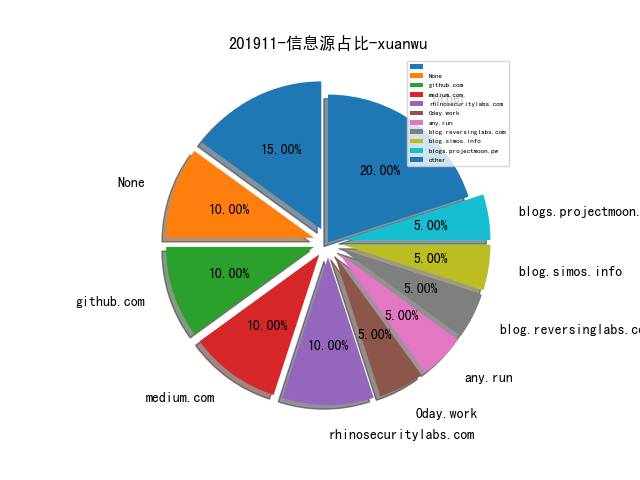 201911-信息源占比-xuanwu
None
github.com
medium.com
rhinosecuritylabs.com
0day.work
any.run
blog.reversinglabs.com
blog.simos.info
blogs.projectmoon.pw
other
15.00%
20.00%
None
10.00%
5.00%
blogs.projectmoon.
5.00%
blog.simos.info
github.com
10.00%
5.00%
blog.reversinglabs.co
5.00%
medium.com
10.00%
5.00%
any.run
10.00%
0day.work
rhinosecuritylabs.com